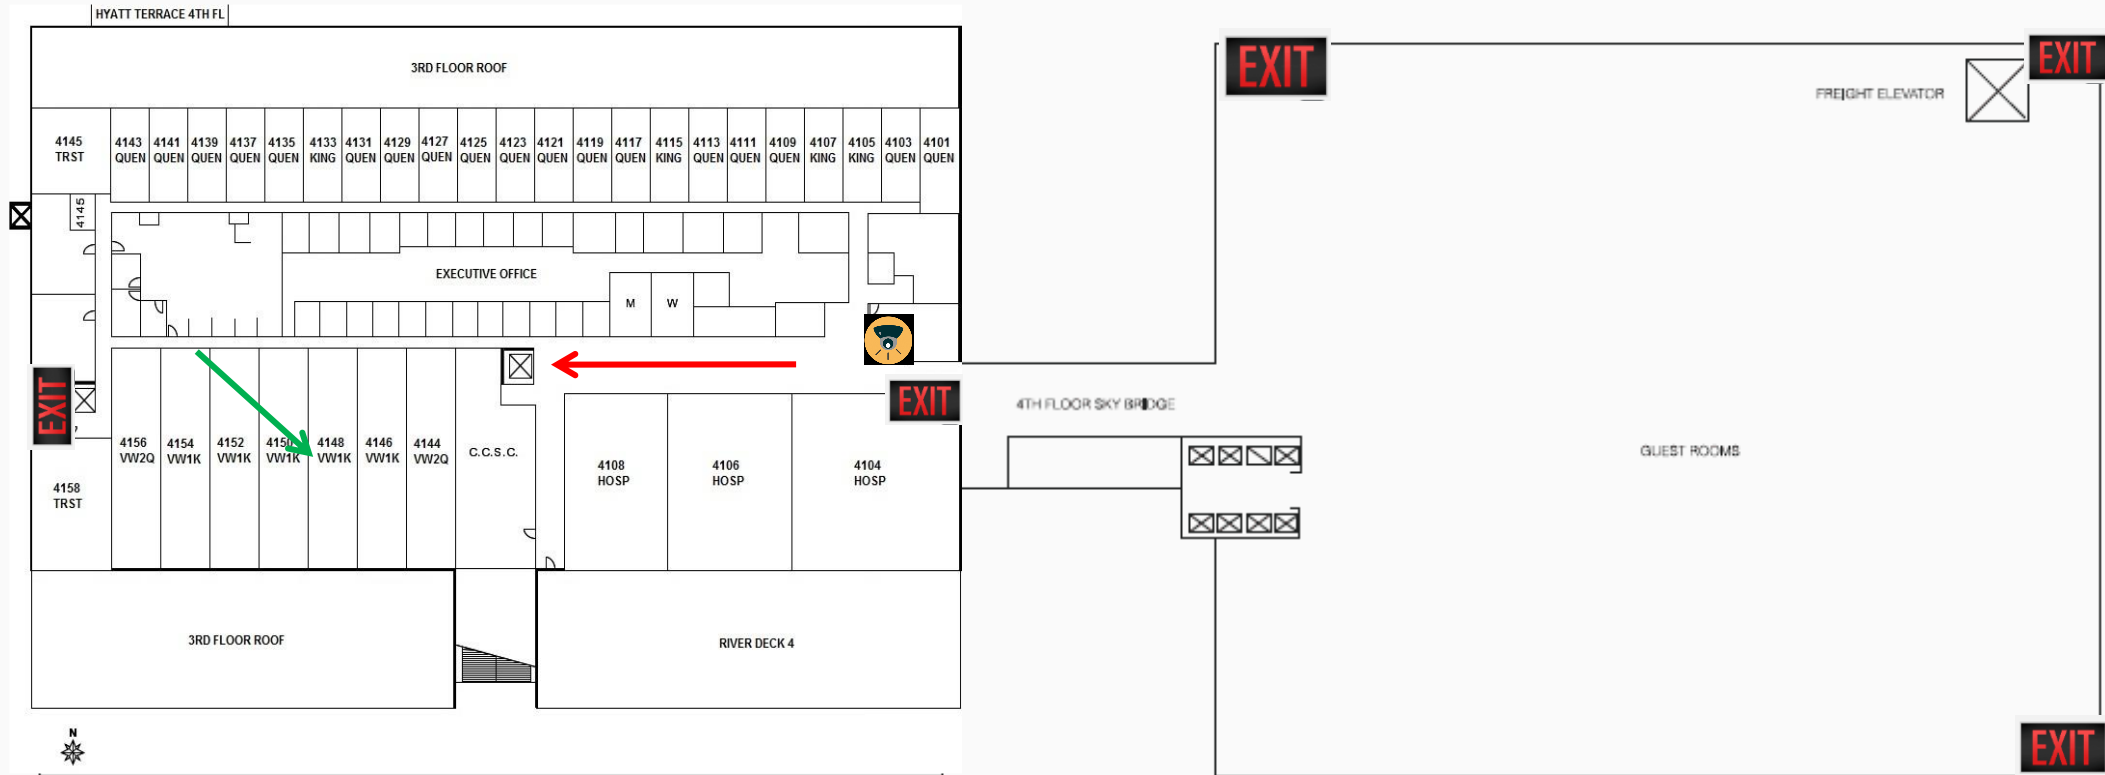 HYATT TERRACE 4TH FL
3RD FLOOR ROOF
EXIT
EXIT
FREIGHT ELEVATOR
4145
TRST
4143
QUEN
4141
QUEN
4139
QUEN
4137
QUEN
4135
QUEN
4133
KING
4131
QUEN
4129
QUEN
4127
QUEN
4125
QUEN
4123
QUEN
4121
QUEN
4119
QUEN
4117
QUEN
4115
KING
4113
QUEN
4111
QUEN
4109
QUEN
4107
KING
4105
KING
4103
QUEN
4101
QUEN
4145
EXECUTIVE OFFICE
M
W
EXIT
EXIT
4TH FLOOR SKY BRIDGE
4156
VW2Q
4154
VW1K
4152
VW1K
4150
VW1K
4148
VW1K
4146
VW1K
4144
VW2Q
C.C.S.C.
4108
HOSP
4106
HOSP
4104
HOSP
GUEST ROOMS
4158
TRST
3RD FLOOR ROOF
RIVER DECK 4
N
EXIT